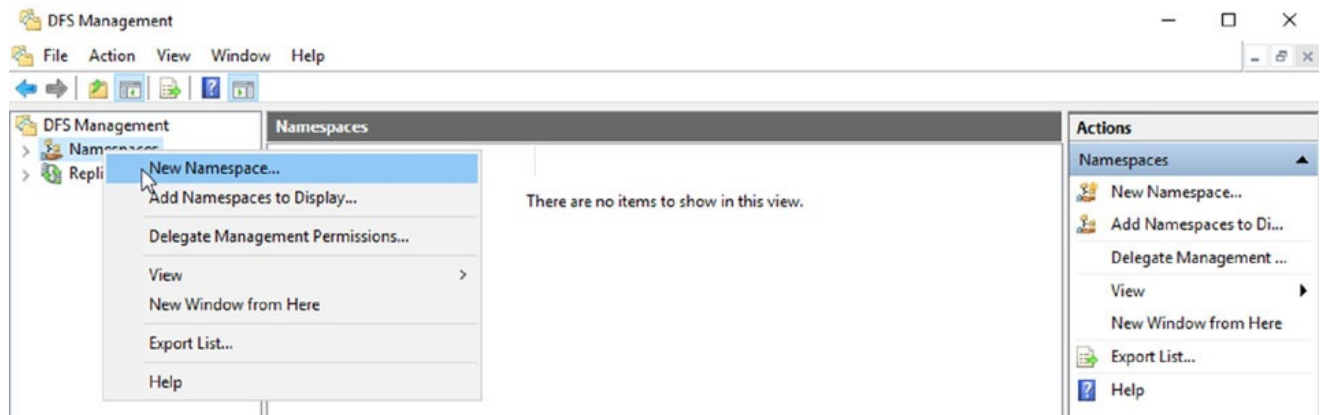 DFS Management
File Action View Window Help
DFS Management
Namespaces
Repli
Namespaces
There are no items to show in this view.
New Namespace...
Add Namespaces to Display...
Delegate Management Permissions...
View
New Window from Here
Export List...
Help
Actions
Namespaces
New Namespace...
Add Namespaces to Di...
Delegate Management ...
View
New Window from Here
Export List...
Help